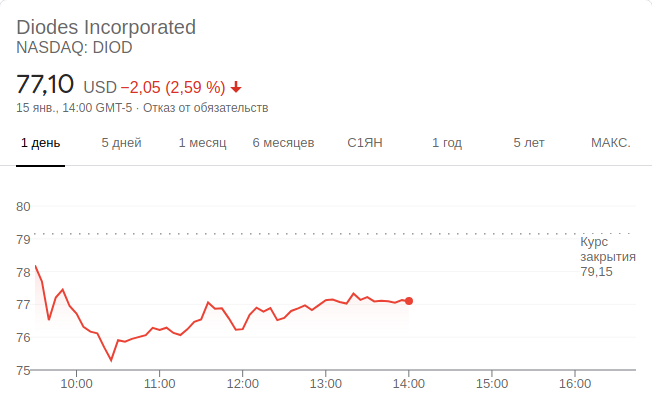 Diodes Incorporated
NASDAQ: DIOD
77,10 USD −2,05 (2,59 %)
15 янв., 14:00 GMT-5 · Отказ от обязательств
1 день 5 дней 1 месяц 6 месяцев С1ЯН 1 год 5 лет МАКС.
80
79
78
77
76
75
Курс
закрытия
79,15
10:00 11:00 12:00 13:00 14:00 15:00 16:00